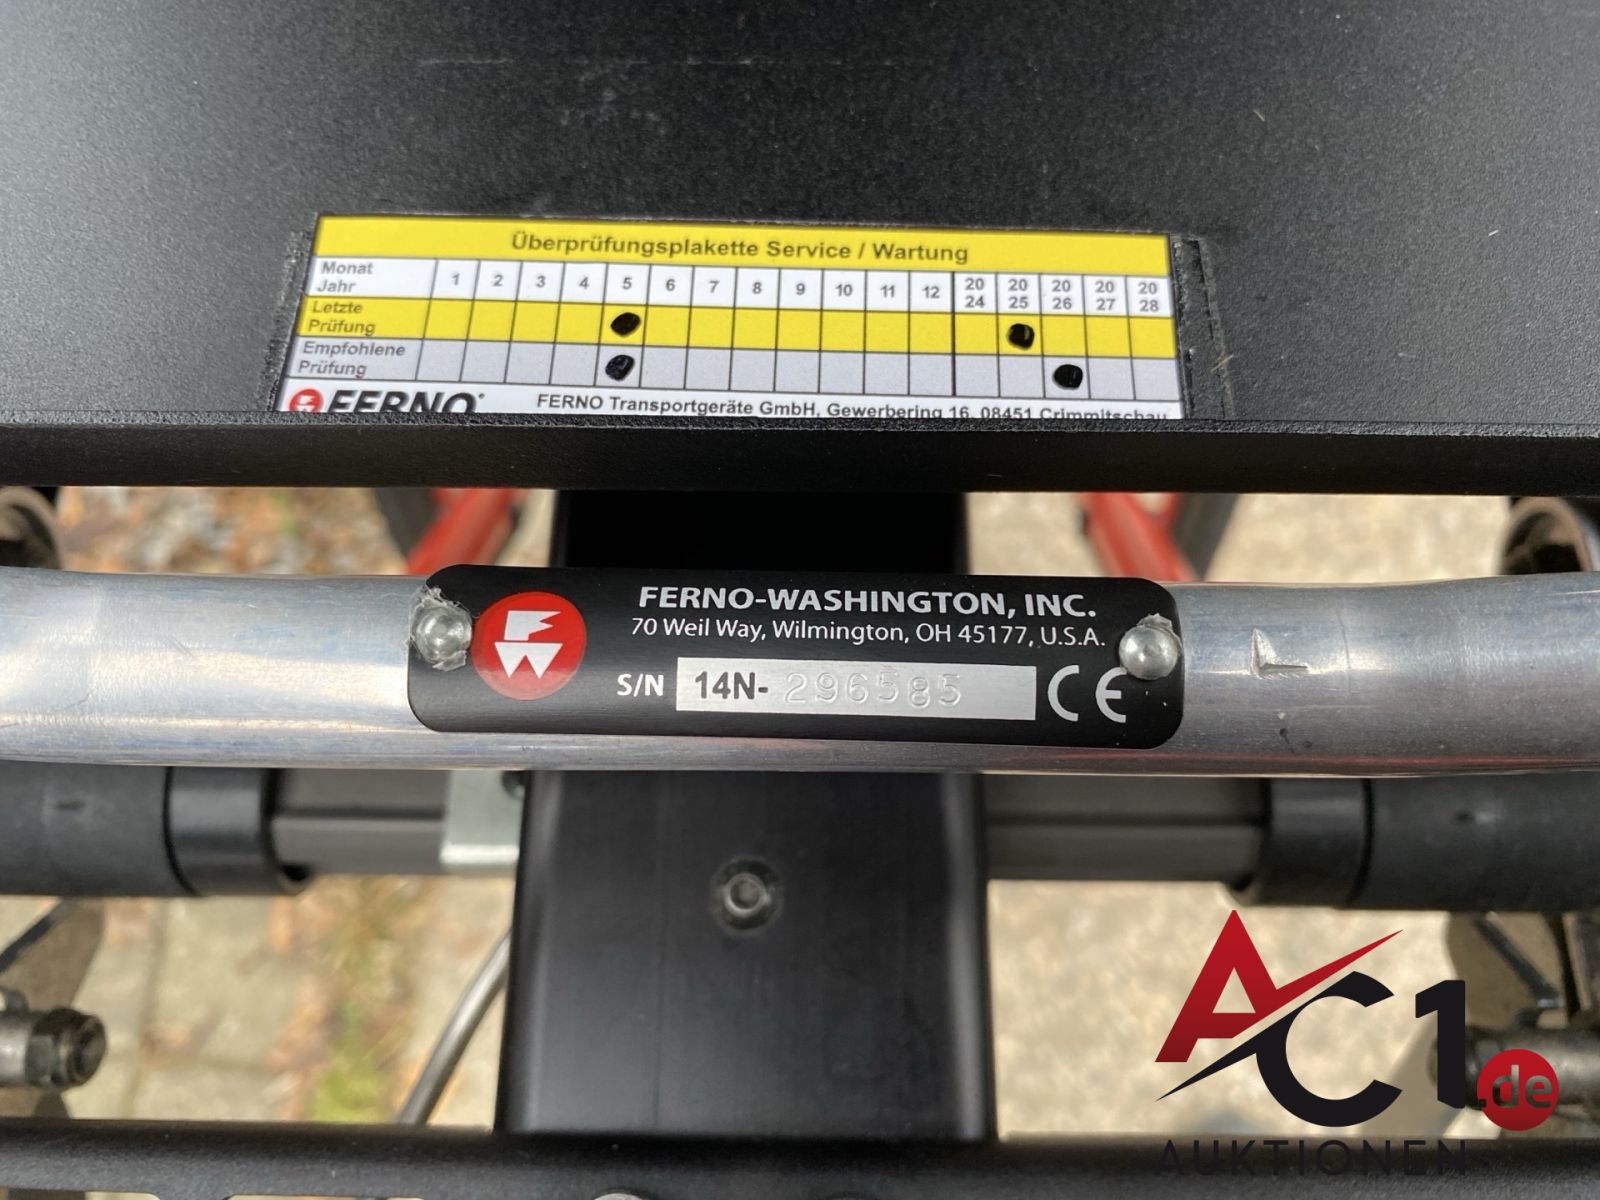 Überprüfungsplakette Service / Wartung
Monat
Jahr
1 2 3 4 5 6 7 8 9 10 11 12 20 24 20 25 20 26 20 27 20 28
Letzte
Prüfung
Empfohlene
Prüfung
FERNO® FERNO Transportgeräte GmbH, Gewerbering 16, 08451 Crimmitschau
FERNO-WASHINGTON, INC.
70 Weil Way, Wilmington, OH 45177, U.S.A.
S/N 14N-296585 CE
AC1.de
AUKTIONEN